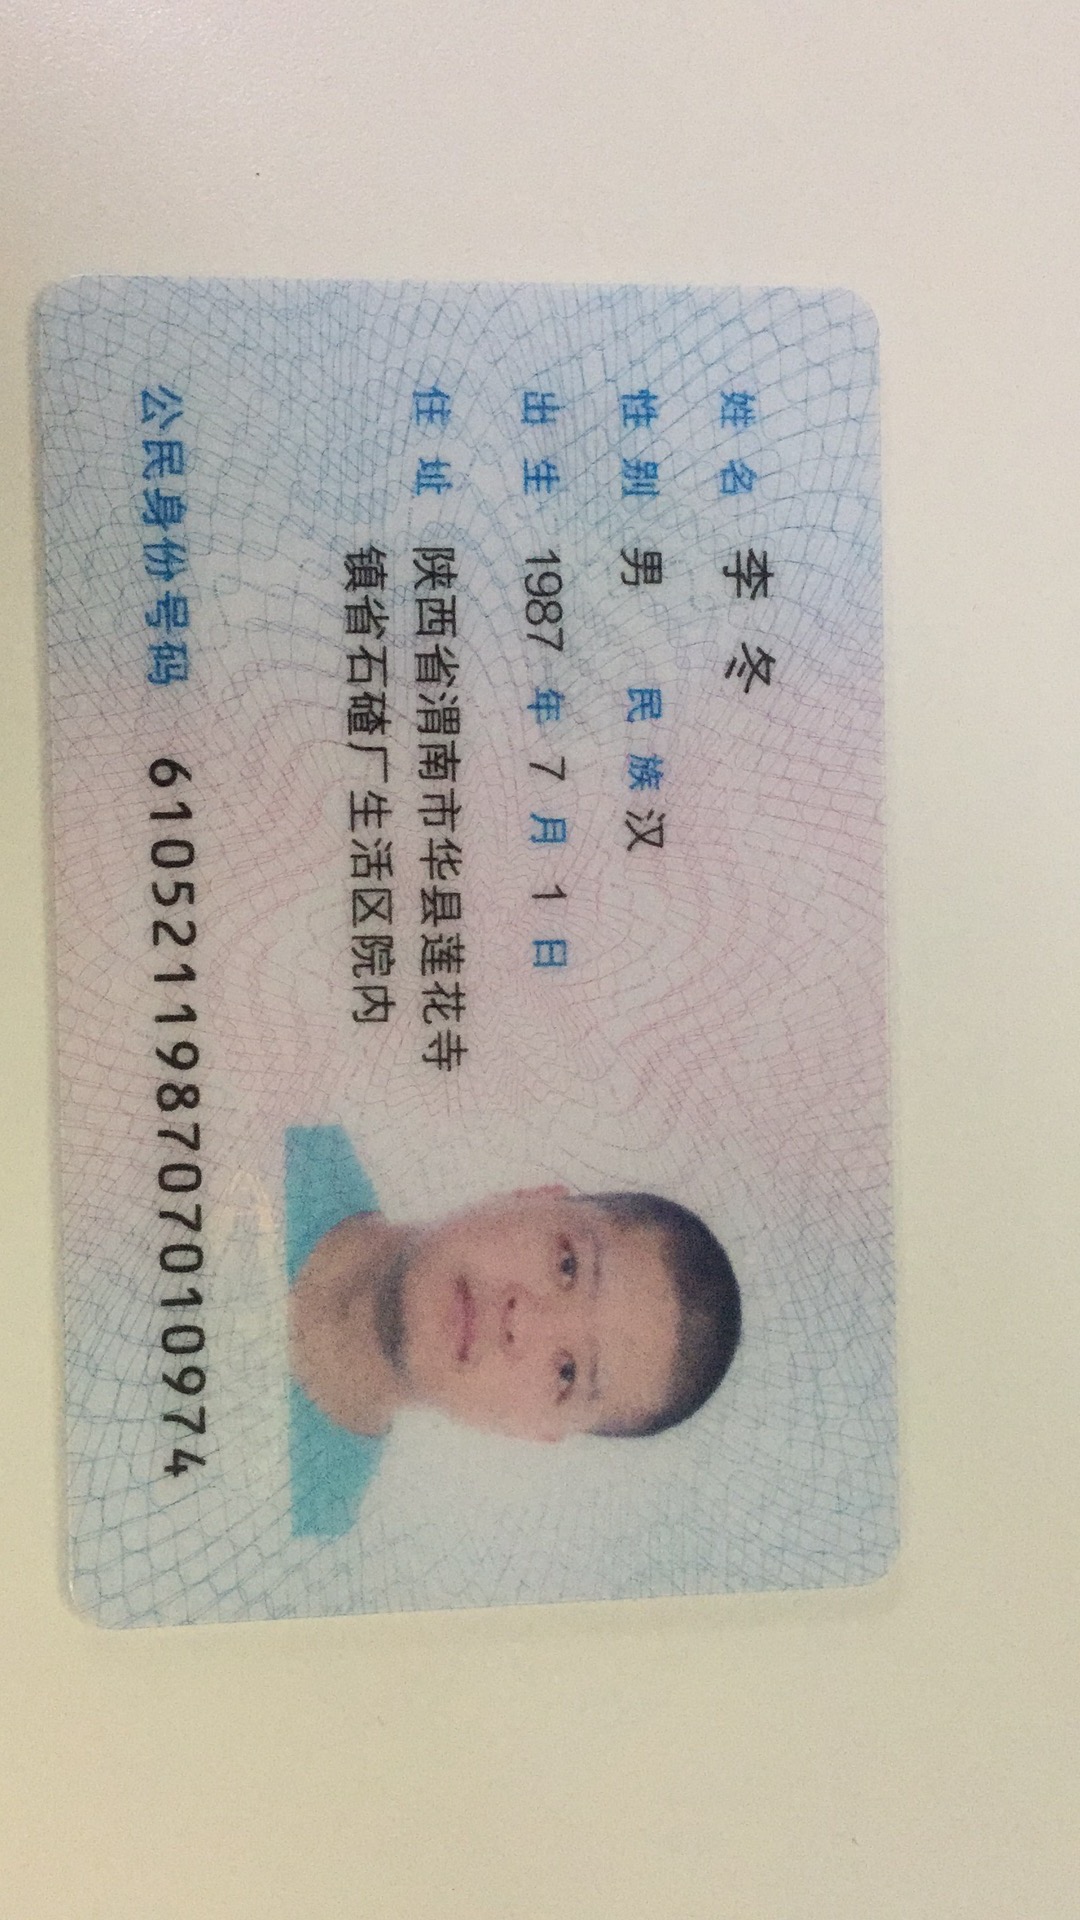 姓名 李冬
性别 男 民族 汉
出生 1987 年 7 月 1 日
住址 陕西省渭南市华县莲花寺
镇省石碴厂生活区院内
公民身份号码 610521198707010974